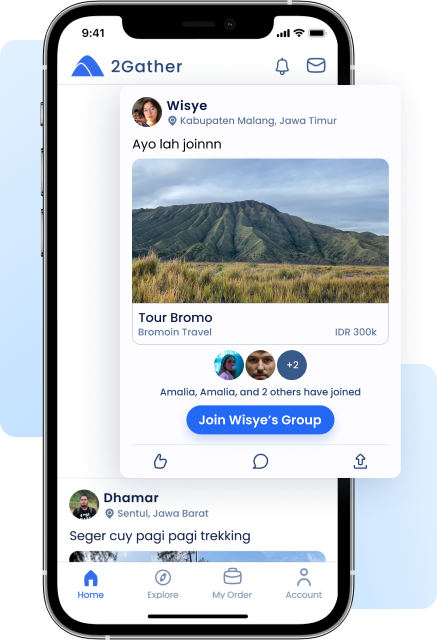 9:41
2Gather
Wisye
Kabupaten Malang, Jawa Timur
Ayo lah joinnn
Tour Bromo
Bromoin Travel
IDR 300k
+2
Amalia, Amalia, and 2 others have joined
Join Wisye's Group
Dhamar
Sentul, Jawa Barat
Seger cuy pagi pagi trekking
Home
Explore
My Order
Account